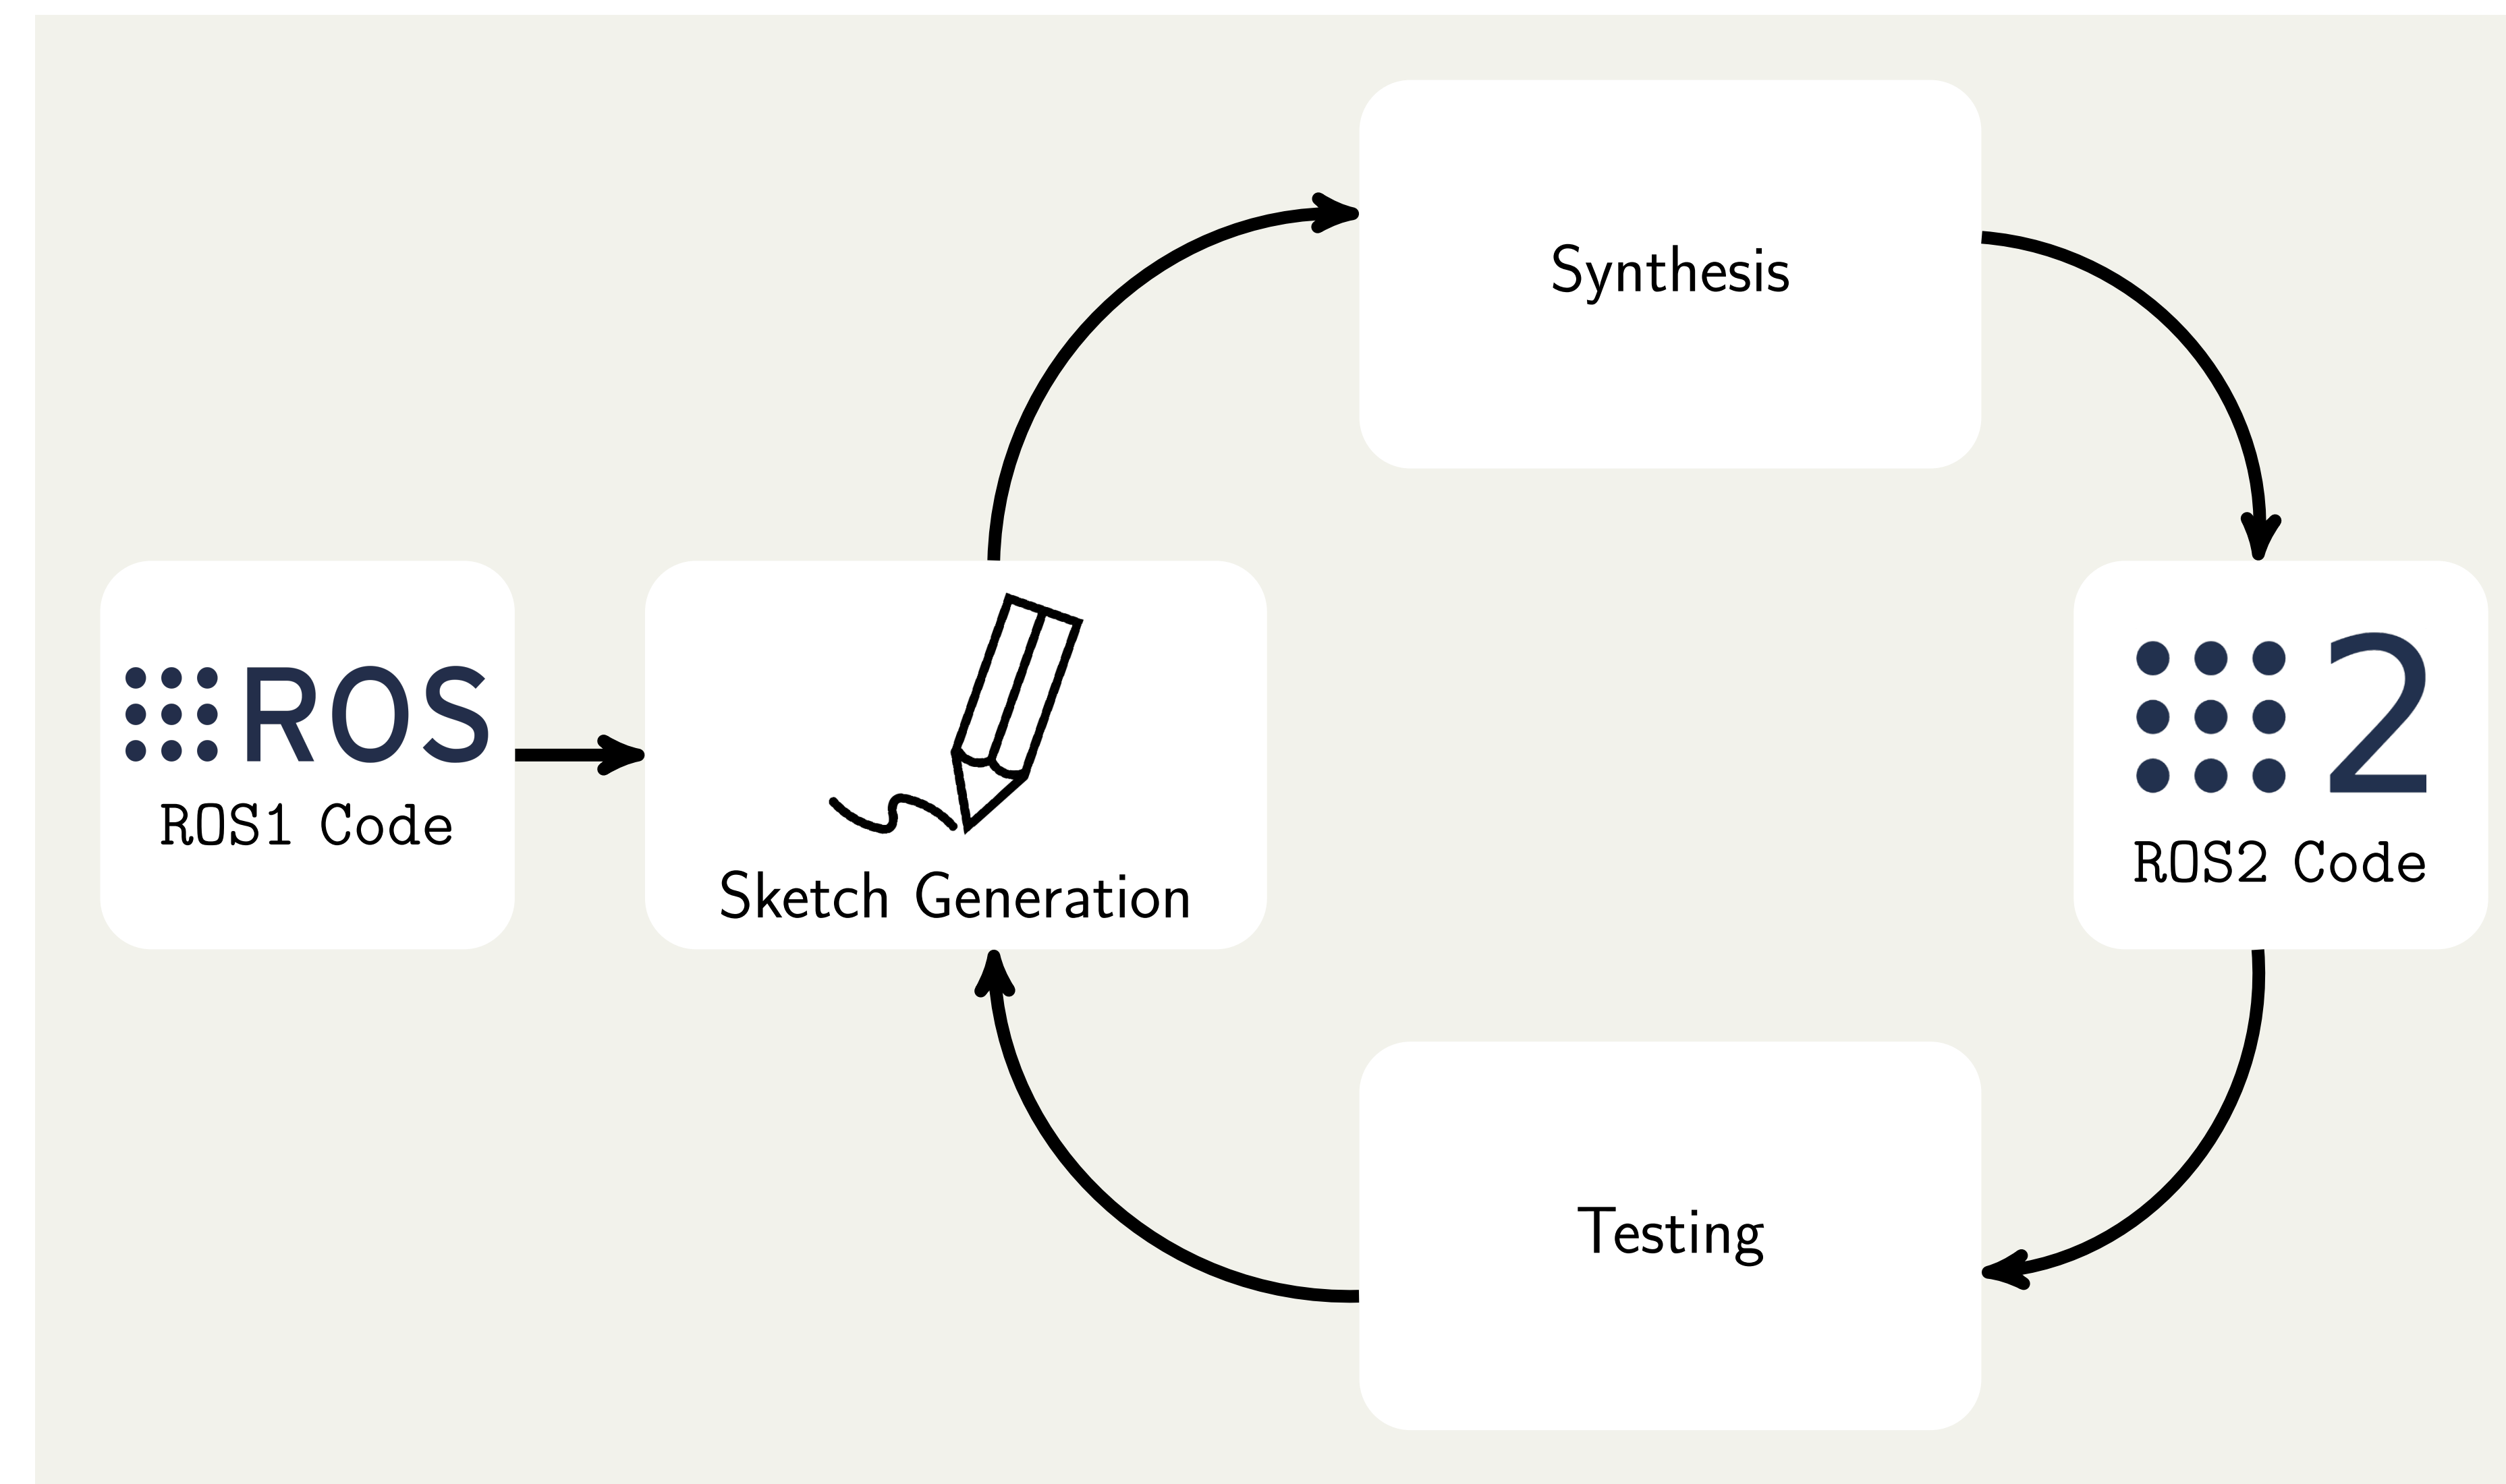 Synthesis
ROS
ROS1 Code
Sketch Generation
2
ROS2 Code
Testing